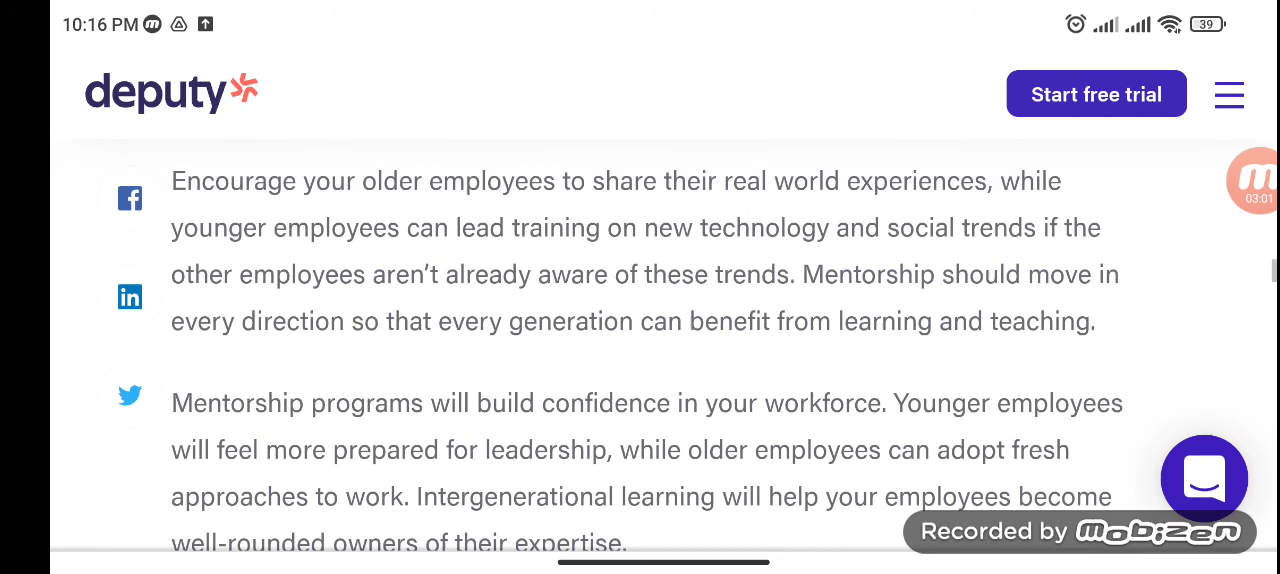 10:16 PM
39
deputy
Start free trial
03:01
Encourage your older employees to share their real world experiences, while
younger employees can lead training on new technology and social trends if the
other employees aren’t already aware of these trends. Mentorship should move in
every direction so that every generation can benefit from learning and teaching.
Mentorship programs will build confidence in your workforce. Younger employees
will feel more prepared for leadership, while older employees can adopt fresh
approaches to work. Intergenerational learning will help your employees become
well-rounded owners of their expertise.
Recorded by mobizen